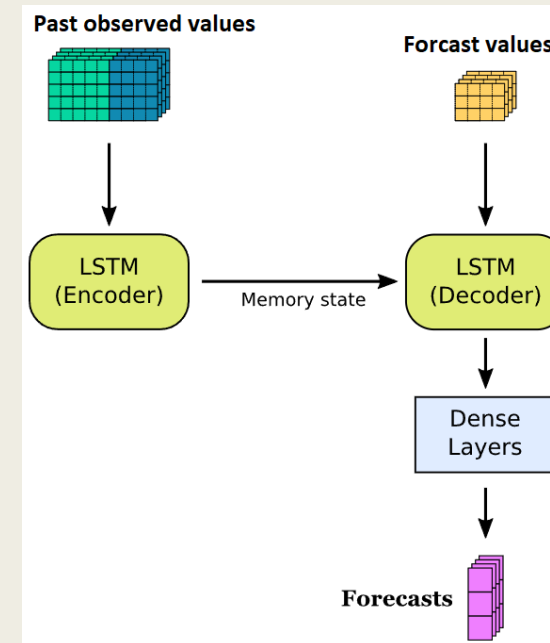 Past observed values
Forcast values
LSTM
(Encoder)
Memory state
LSTM
(Decoder)
Dense
Layers
Forecasts